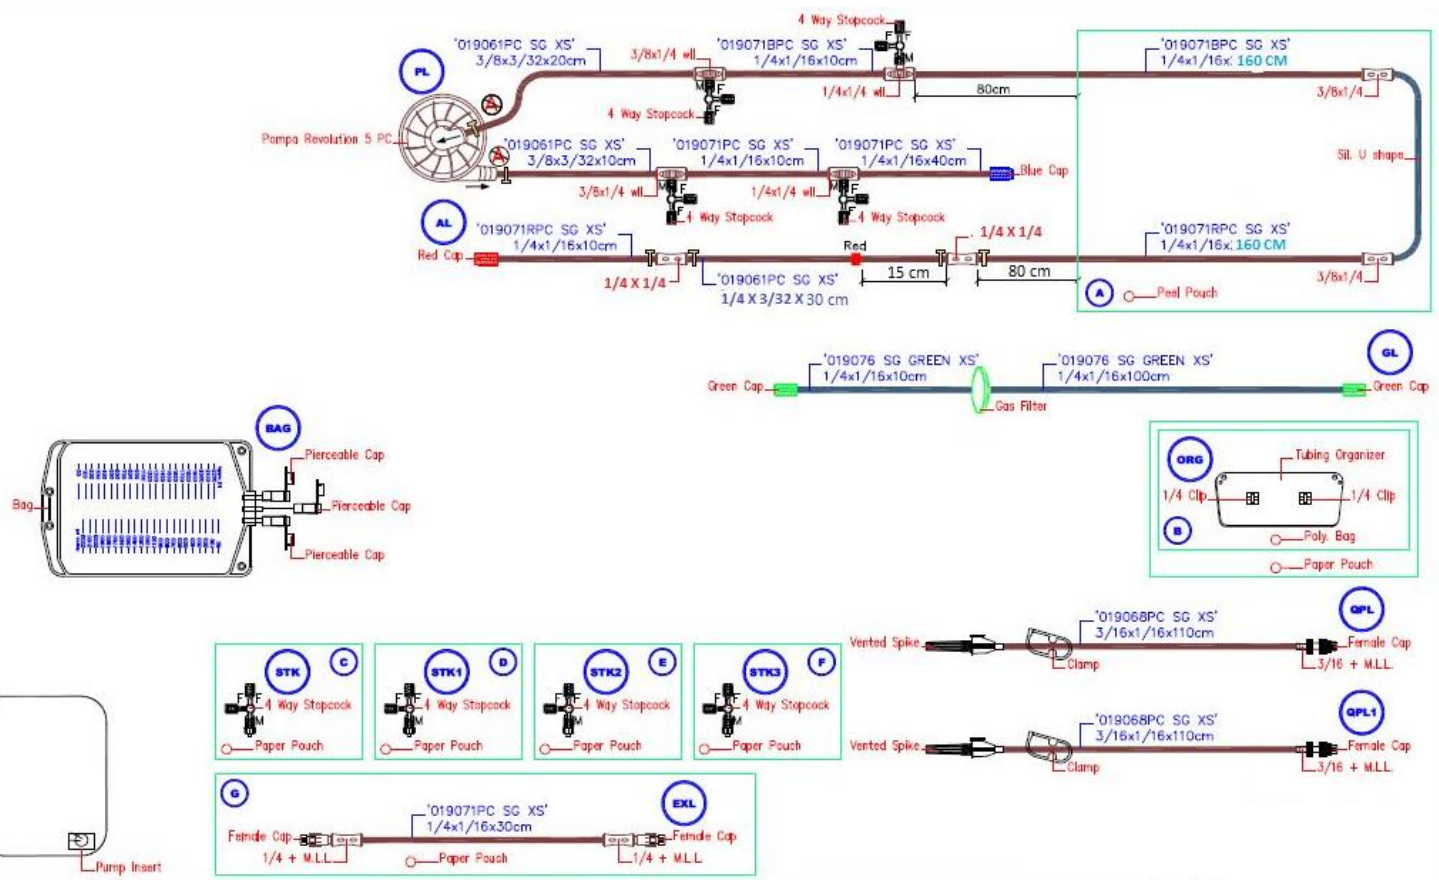 4 Way Stopcock
'019061PC SG XS'
3/8x3/32x20cm
3/8x1/4 wll
'019071BPC SG XS'
1/4x1/16x10cm
F
F
M
'019071BPC SG XS'
1/4x1/16x: 160 CM
PL
A
M
F
F
4 Way Stopcock
1/4x1/4 wll
80cm
3/8x1/4
Pompa Revolution 5 PC
A
'019061PC SG XS'
3/8x3/32x10cm
'019071PC SG XS'
1/4x1/16x10cm
'019071PC SG XS'
1/4x1/16x40cm
Blue Cap
Sil. U shape
3/8x1/4 wll
M
F
F
4 Way Stopcock
1/4x1/4 wll
M
F
F
4 Way Stopcock
AL
'019071RPC SG XS'
1/4x1/16x10cm
Red Cap
Red
1/4 X 1/4
'019071RPC SG XS'
1/4x1/16x: 160 CM
1/4 X 1/4
'019061PC SG XS'
1/4 X 3/32 X 30 cm
15 cm
80 cm
3/8x1/4
A
Peel Pouch
GL
'019076 SG GREEN XS'
1/4x1/16x10cm
'019076 SG GREEN XS'
1/4x1/16x100cm
Green Cap
Gas Filter
Green Cap
BAG
Pierceable Cap
Bag
Pierceable Cap
Pierceable Cap
ORG
Tubing Organizer
1/4 Clip
1/4 Clip
B
Poly. Bag
Paper Pouch
QPL
'019068PC SG XS'
3/16x1/16x110cm
Vented Spike
Clamp
Female Cap
3/16 + M.L.L.
STK
C
F
F
4 Way Stopcock
M
Paper Pouch
STK1
D
F
F
4 Way Stopcock
M
Paper Pouch
STK2
E
F
F
4 Way Stopcock
M
Paper Pouch
STK3
F
F
F
4 Way Stopcock
M
Paper Pouch
QPL1
'019068PC SG XS'
3/16x1/16x110cm
Vented Spike
Clamp
Female Cap
3/16 + M.L.L.
G
EXL
'019071PC SG XS'
1/4x1/16x30cm
Female Cap
1/4 + M.L.L.
Paper Pouch
Female Cap
1/4 + M.L.L.
Pump Insert